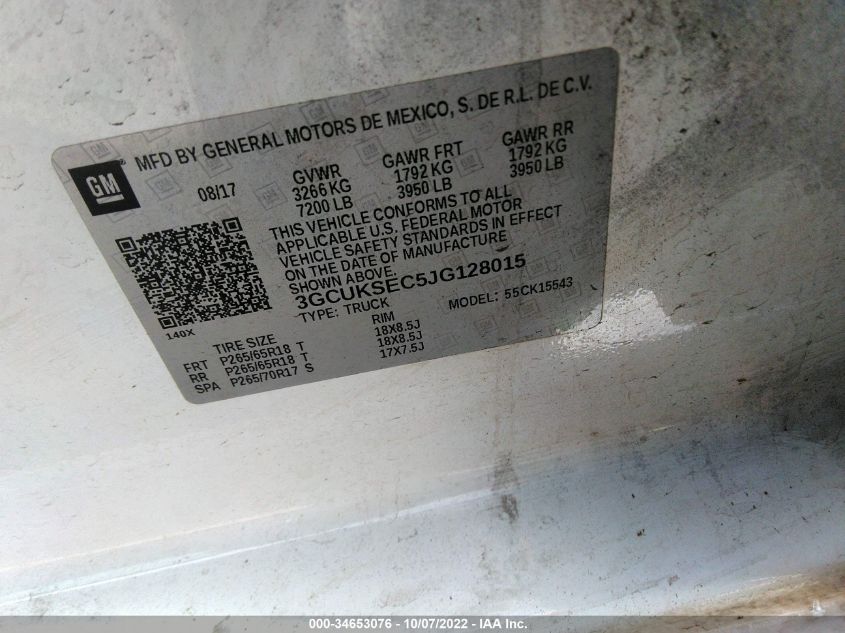 MFD BY GENERAL MOTORS DE MEXICO, S. DE R.L. DE C.V.
GM
08/17 GVWR GAWR FRT GAWR RR
3266 KG 1792 KG 1792 KG
7200 LB 3950 LB 3950 LB
THIS VEHICLE CONFORMS TO ALL
APPLICABLE U.S. FEDERAL MOTOR
VEHICLE SAFETY STANDARDS IN EFFECT
ON THE DATE OF MANUFACTURE
SHOWN ABOVE.
3GCUKSEC5JG128015
TYPE: TRUCK MODEL: 55CK15543
140X
TIRE SIZE RIM
FRT P265/65R18 T 18X8.5J
RR P265/65R18 T 18X8.5J
SPA P265/70R17 S 17X7.5J
000-34653076 - 10/07/2022 - IAA Inc.